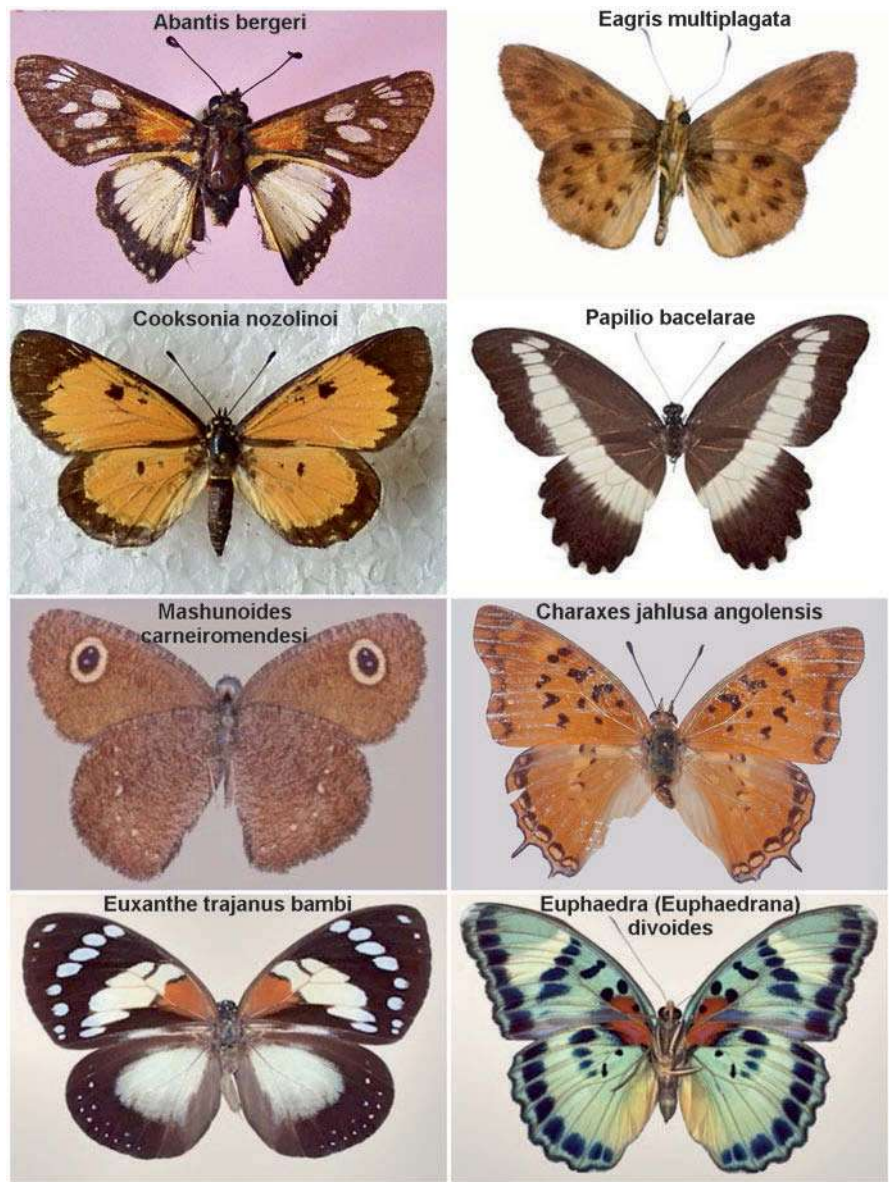 Abantis bergeri
Eagris multiplagata
Cooksonia nozolinoi
Papilio bacelarae
Mashunoides
carneiromendesi
Charaxes jahlusa angolensis
Euxanthe trajanus bambi
Euphaedra (Euphaedrana)
divoides